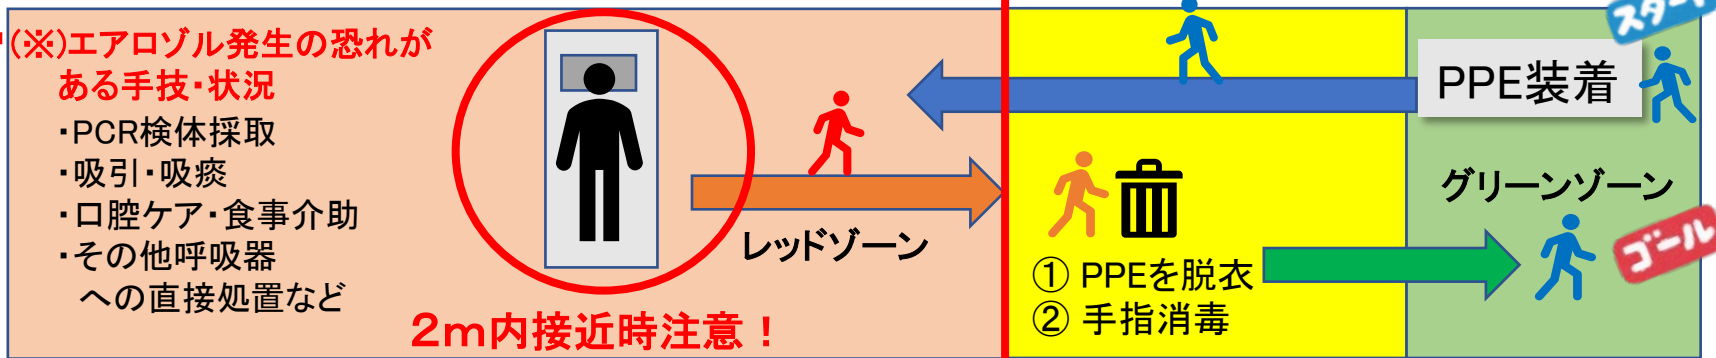 (※)エアロゾル発生の恐れが
ある手技・状況
・PCR検体採取
・吸引・吸痰
・口腔ケア・食事介助
・その他呼吸器
への直接処置など
2m内接近時注意！
レッドゾーン
① PPEを脱衣
② 手指消毒
スタート
PPE装着
グリーンゾーン
ゴール